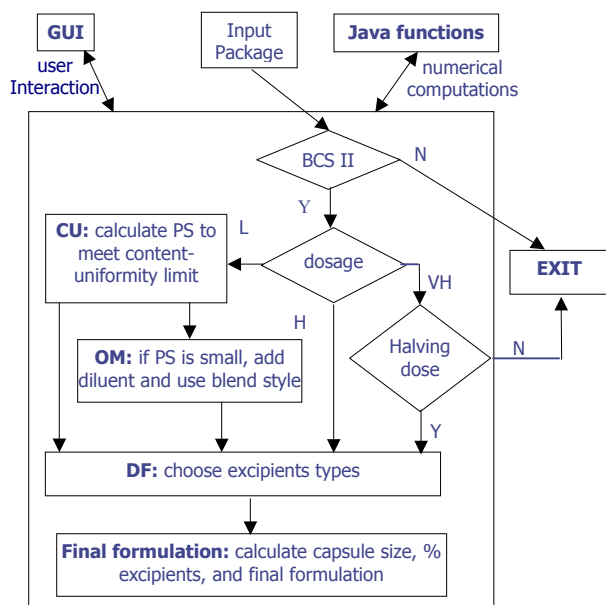 GUI
Input
Package
Java functions
user
Interaction
numerical
computations
BCS II
N
Y
CU: calculate PS to
meet content-
uniformity limit
L
dosage
VH
EXIT
H
OM: if PS is small, add
diluent and use blend style
Halving
dose
N
Y
DF: choose excipients types
Final formulation: calculate capsule size, %
excipients, and final formulation